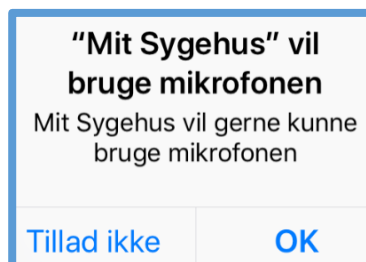 “Mit Sygehus” vil
bruge mikrofonen
Mit Sygehus vil gerne kunne
bruge mikrofonen
Tillad ikke
OK